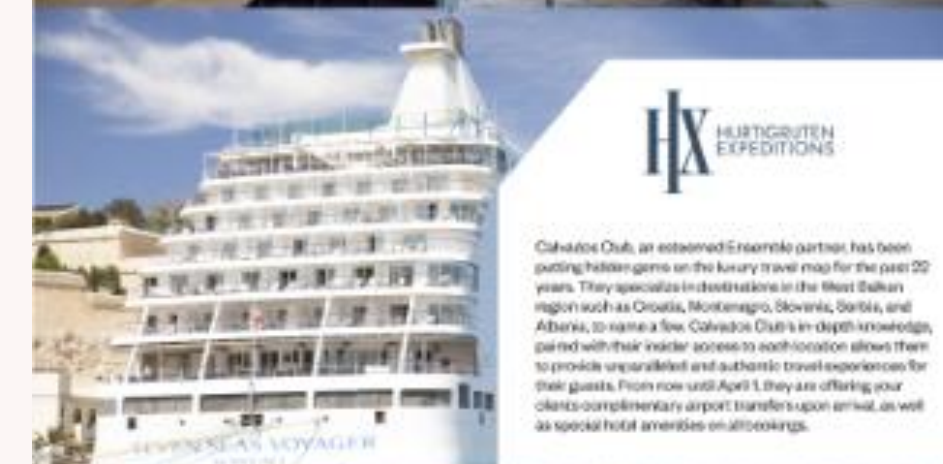 HX
HURTIGRUTEN
EXPEDITIONS
Calvados Club, an esteemed Ensemble partner, has been
putting hidden gems on the luxury travel map for the past 22
years. They specialize in destinations in the West Balkan
region such as Croatia, Montenegro, Slovenia, Serbia, and
Albania, to name a few. Calvados Club's in-depth knowledge,
paired with their insider access to each location allows them
to provide unparalleled and authentic travel experiences for
their guests. From now until April 1, they are offering your
clients complimentary airport transfers upon arrival, as well
as special hotel amenities on all bookings.
SEVEN SEAS VOYAGER